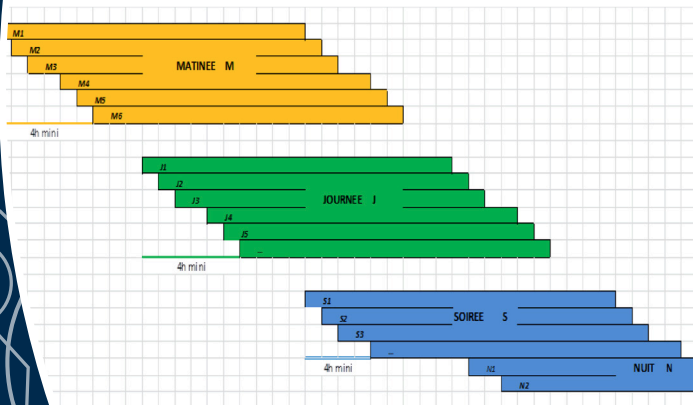 M1
M2
M3
MATINEE M
M4
M5
M6
4h mini
J1
J2
J3
JOURNEE J
J4
J5
...
4h mini
S1
S2
SOIREE S
S3
...
4h mini
N1
NUIT N
N2